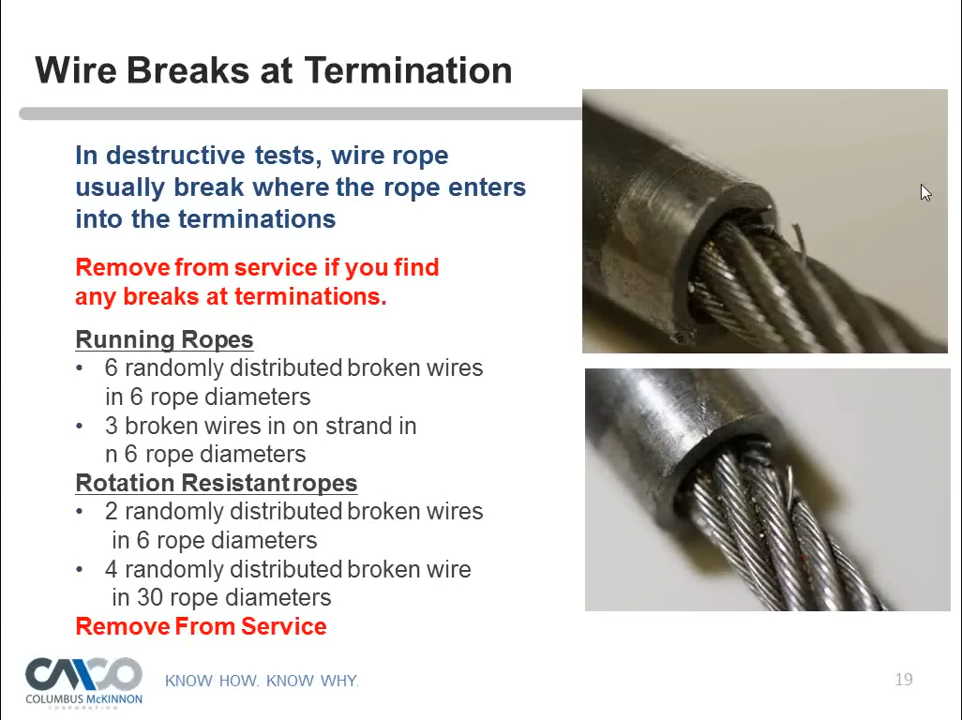 Wire Breaks at Termination
In destructive tests, wire rope
usually break where the rope enters
into the terminations
Remove from service if you find
any breaks at terminations.
Running Ropes
• 6 randomly distributed broken wires
in 6 rope diameters
• 3 broken wires in on strand in
n 6 rope diameters
Rotation Resistant ropes
• 2 randomly distributed broken wires
in 6 rope diameters
• 4 randomly distributed broken wire
in 30 rope diameters
Remove From Service
CMCO
COLUMBUS McKINNON
CORPORATION
KNOW HOW. KNOW WHY.
19